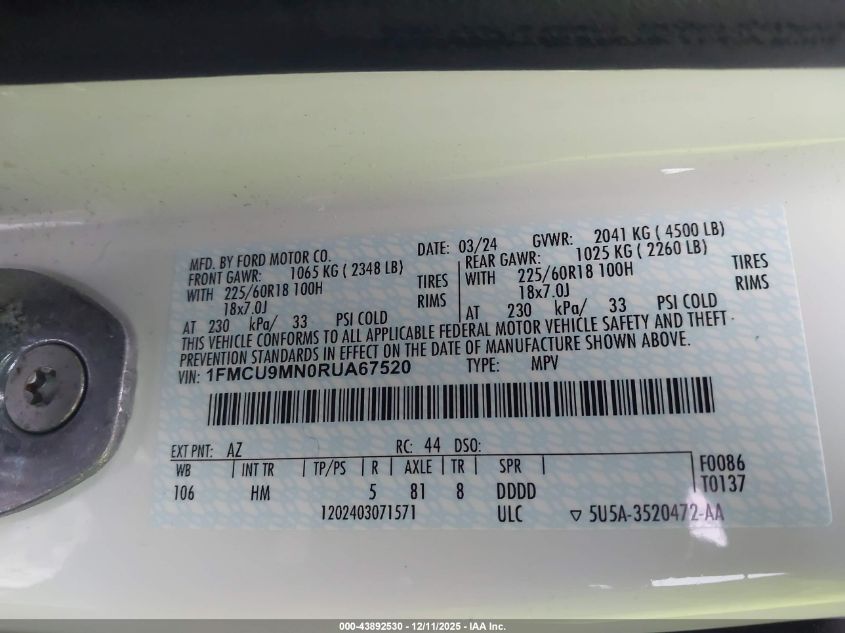 MFD. BY FORD MOTOR CO. DATE: 03/24 GVWR: 2041 KG ( 4500 LB)
FRONT GAWR: 1065 KG ( 2348 LB) REAR GAWR: 1025 KG ( 2260 LB)
WITH 225/60R18 100H TIRES WITH 225/60R18 100H TIRES
18x7.0J RIMS 18x7.0J RIMS
AT 230 kPa/ 33 PSI COLD AT 230 kPa/ 33 PSI COLD
THIS VEHICLE CONFORMS TO ALL APPLICABLE FEDERAL MOTOR VEHICLE SAFETY AND THEFT
PREVENTION STANDARDS IN EFFECT ON THE DATE OF MANUFACTURE SHOWN ABOVE.
VIN: 1FMCU9MN0RUA67520 TYPE: MPV
EXT PNT: AZ RC: 44 DSO:
WB INT TR TP/PS R AXLE TR SPR F0086
106 HM 5 81 8 DDDD T0137
1202403071571 ULC ▽ 5U5A-3520472-AA
000-43892530 - 12/11/2025 - IAA Inc.